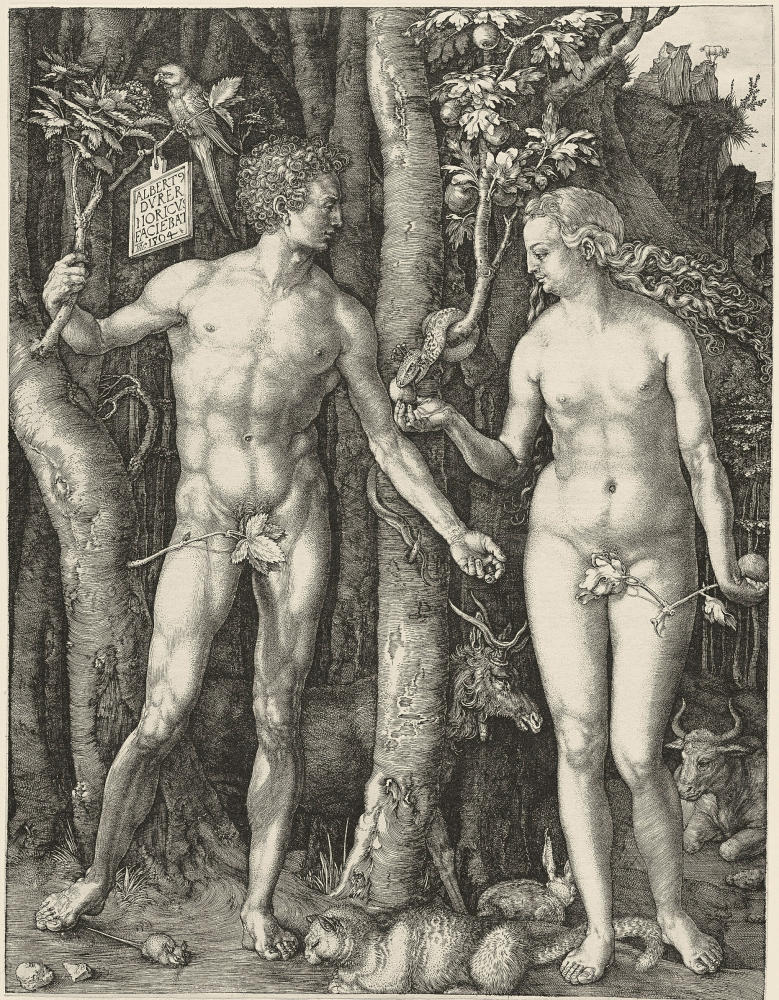 ALBERTꝰ
DVRER
NORICVS
FACIEBAT
1504